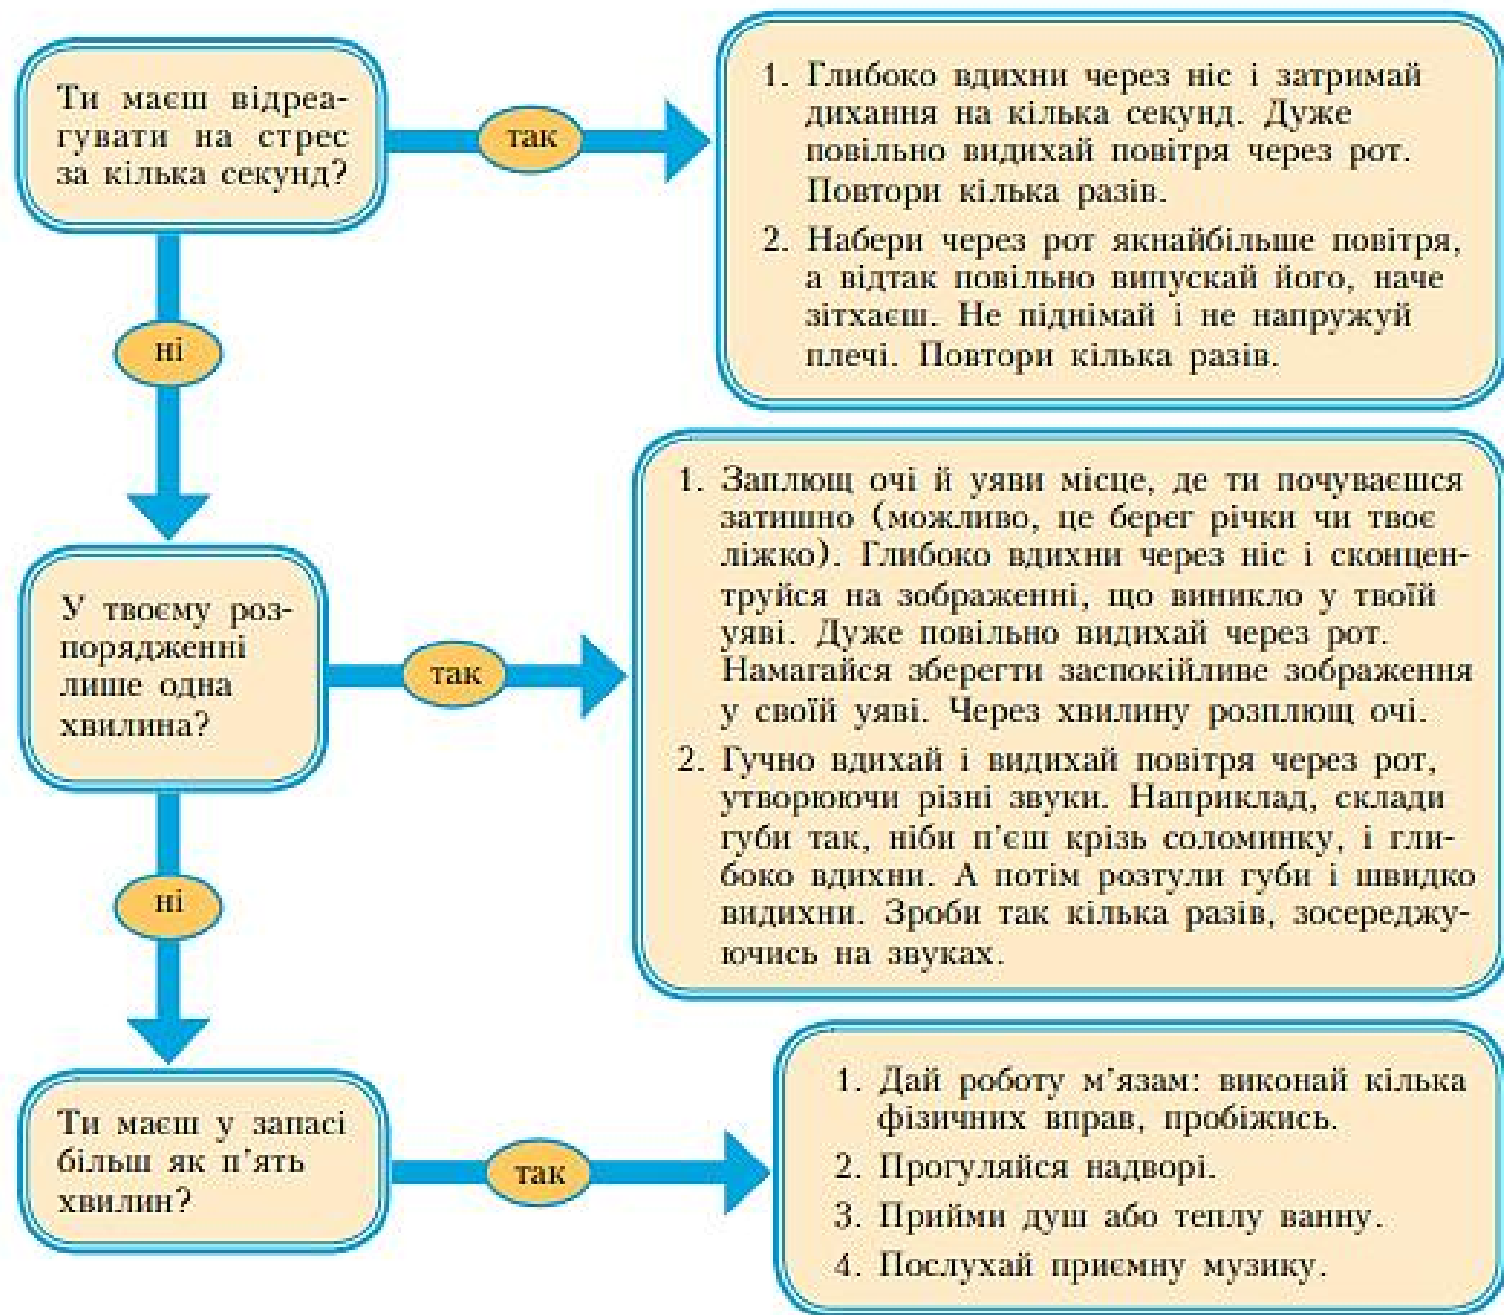 Ти маєш відреа-
гувати на стрес
за кілька секунд?
так
1. Глибоко вдихни через ніс і затримай
дихання на кілька секунд. Дуже
повільно видихай повітря через рот.
Повтори кілька разів.
2. Набери через рот якнайбільше повітря,
а відтак повільно випускай його, наче
зітхаєш. Не піднімай і не напружуй
плечі. Повтори кілька разів.
ні
У твоєму роз-
порядженні
лише одна
хвилина?
так
1. Заплющ очі й уяви місце, де ти почуваєшся
затишно (можливо, це берег річки чи твоє
ліжко). Глибоко вдихни через ніс і сконцен-
труйся на зображенні, що виникло у твоїй
уяві. Дуже повільно видихай через рот.
Намагайся зберегти заспокійливе зображення
у своїй уяві. Через хвилину розплющ очі.
2. Гучно вдихай і видихай повітря через рот,
утворюючи різні звуки. Наприклад, склади
губи так, ніби п'єш крізь соломинку, і гли-
боко вдихни. А потім розтули губи і швидко
видихни. Зроби так кілька разів, зосереджу-
ючись на звуках.
ні
Ти маєш у запасі
більш як п'ять
хвилин?
так
1. Дай роботу м'язам: виконай кілька
фізичних вправ, пробіжись.
2. Прогуляйся надворі.
3. Прийми душ або теплу ванну.
4. Послухай приємну музику.